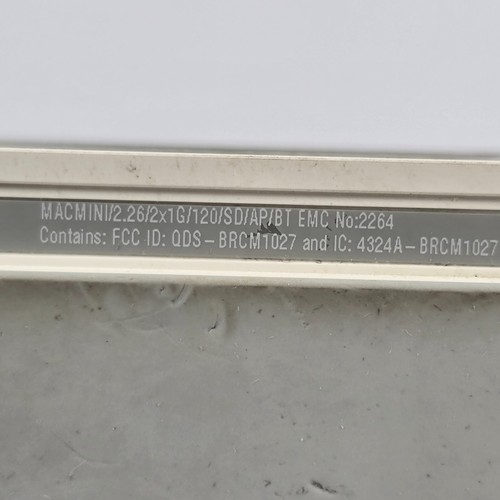 MACMINI/2.26/2x1G/120/SD/AP/BT EMC No:2264
Contains: FCC ID: QDS-BRCM1027 and IC: 4324A-BRCM1027